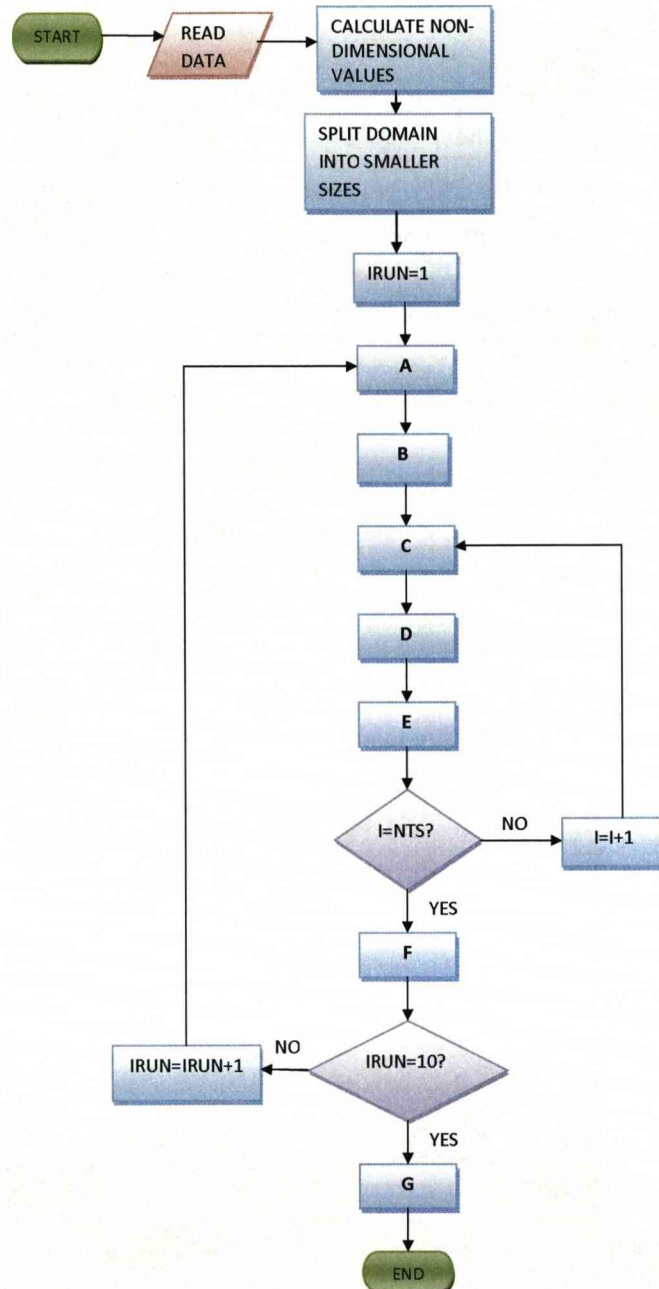 START
READ
DATA
CALCULATE NON-
DIMENSIONAL
VALUES
SPLIT DOMAIN
INTO SMALLER
SIZES
IRUN=1
A
B
C
D
E
I=NTS?
NO
I=I+1
YES
F
IRUN=10?
NO
IRUN=IRUN+1
YES
G
END